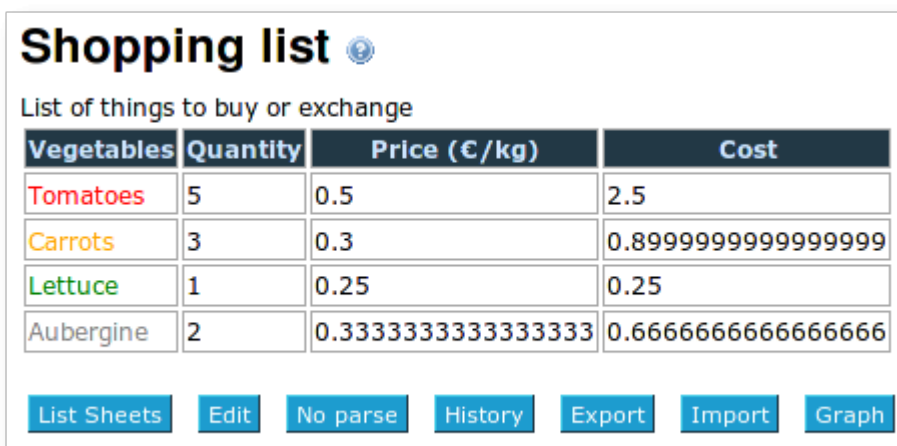 Shopping list
List of things to buy or exchange
Vegetables Quantity Price (€/kg) Cost
Tomatoes 5 0.5 2.5
Carrots 3 0.3 0.8999999999999999
Lettuce 1 0.25 0.25
Aubergine 2 0.3333333333333333 0.6666666666666666
List Sheets Edit No parse History Export Import Graph